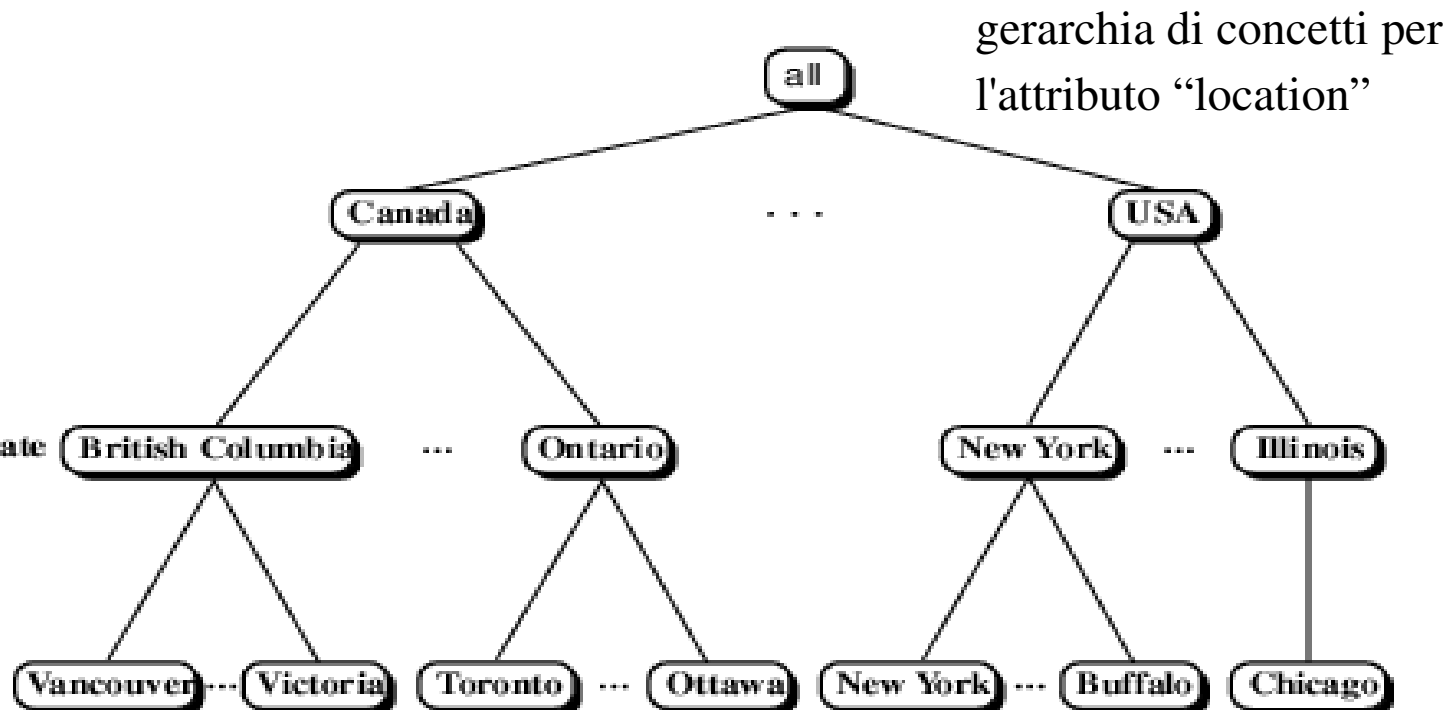 gerarchia di concetti per
l'attributo “location”
all
Canada ... USA
ate British Columbia ... Ontario New York ... Illinois
Vancouver ... Victoria Toronto ... Ottawa New York ... Buffalo Chicago